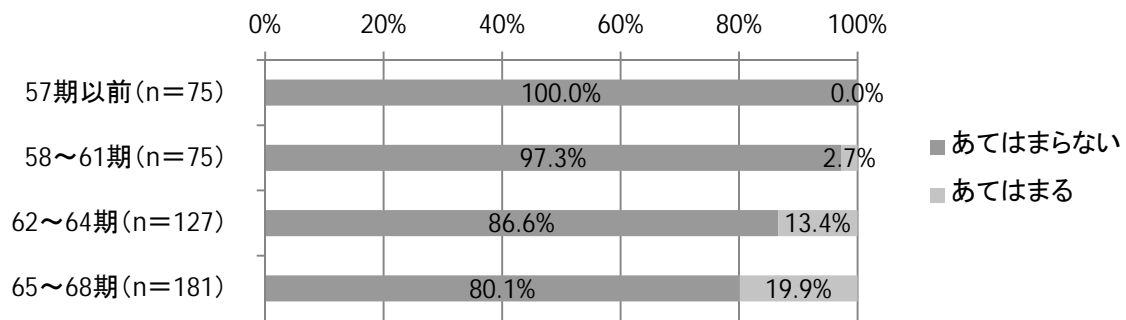 0% 20% 40% 60% 80% 100%
57期以前(n=75) 100.0% 0.0%
58～61期(n=75) 97.3% 2.7%
62～64期(n=127) 86.6% 13.4%
65～68期(n=181) 80.1% 19.9%
あてはまらない
あてはまる